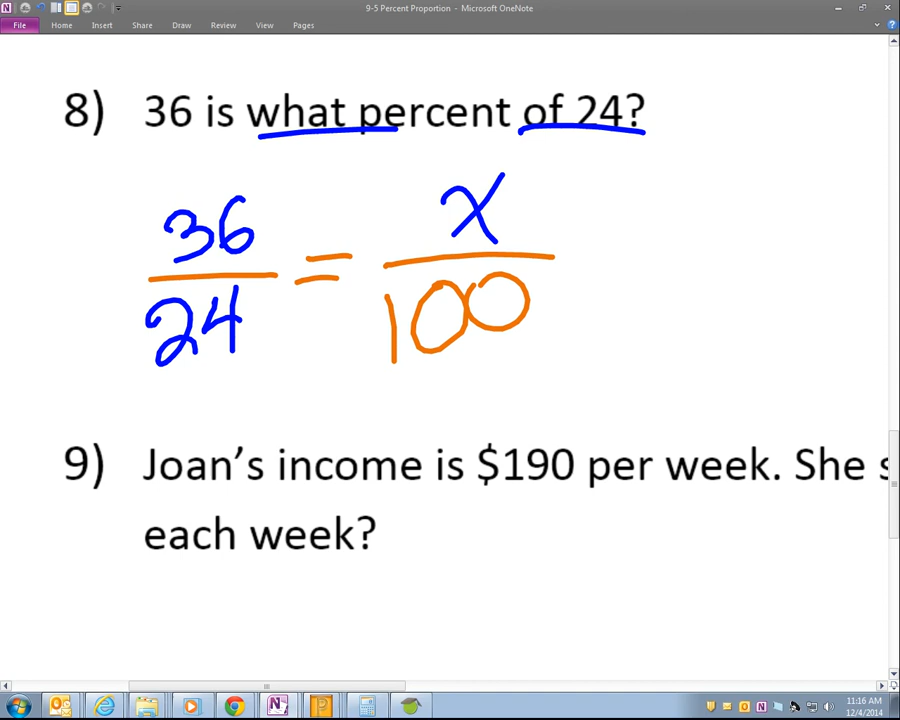 9-5 Percent Proportion - Microsoft OneNote
File Home Insert Share Draw Review View Pages
8) 36 is what percent of 24?
36 = x
24 100
9) Joan's income is $190 per week. She s
each week?
11:16 AM
12/4/2014